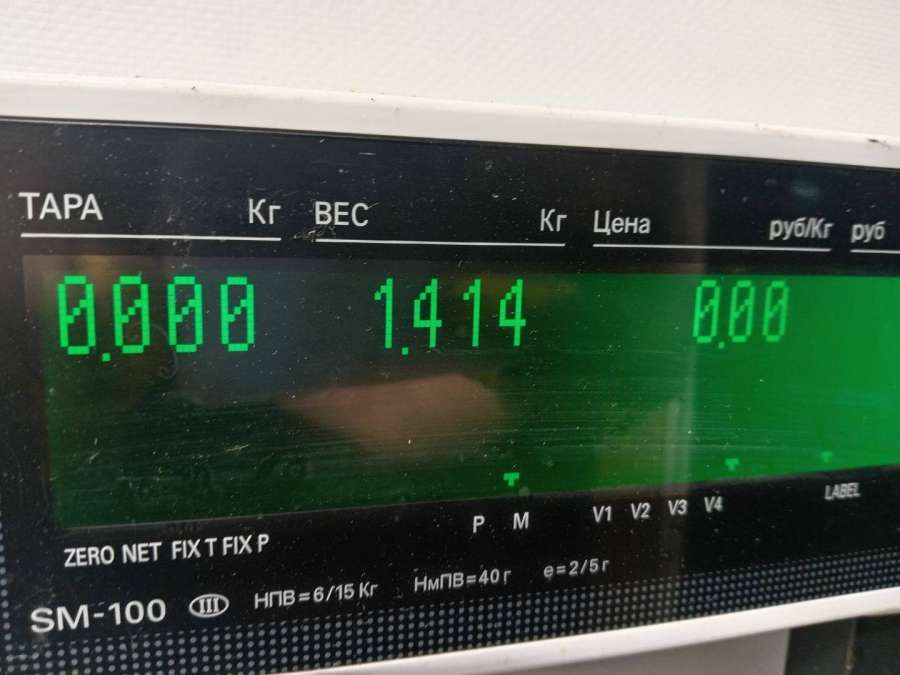 ТАРА Кг ВЕС Кг Цена руб/Кг руб
0.000 1.414 0.00
P M V1 V2 V3 V4 LABEL
ZERO NET FIX T FIX P
SM-100 III НПВ=6/15 Кг НмПВ=40 г е=2/5 г